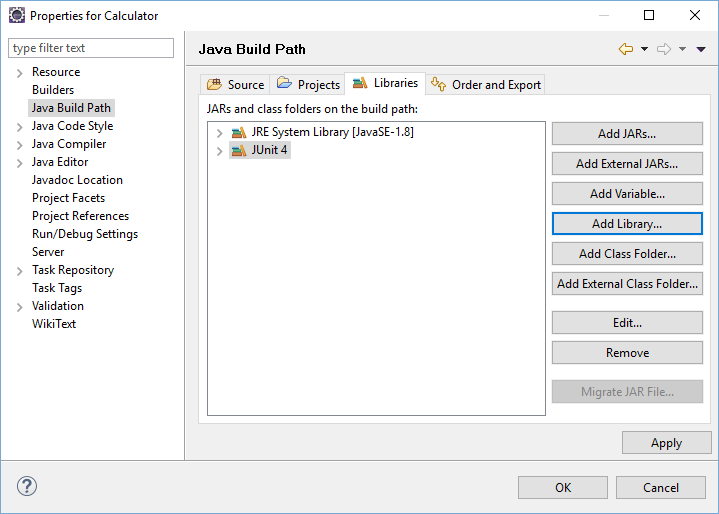 Properties for Calculator
type filter text
Resource
Builders
Java Build Path
Java Code Style
Java Compiler
Java Editor
Javadoc Location
Project Facets
Project References
Run/Debug Settings
Server
Task Repository
Task Tags
Validation
WikiText
Java Build Path
Source
Projects
Libraries
Order and Export
JARs and class folders on the build path:
JRE System Library [JavaSE-1.8]
JUnit 4
Add JARs...
Add External JARs...
Add Variable...
Add Library...
Add Class Folder...
Add External Class Folder...
Edit...
Remove
Migrate JAR File...
Apply
?
OK
Cancel